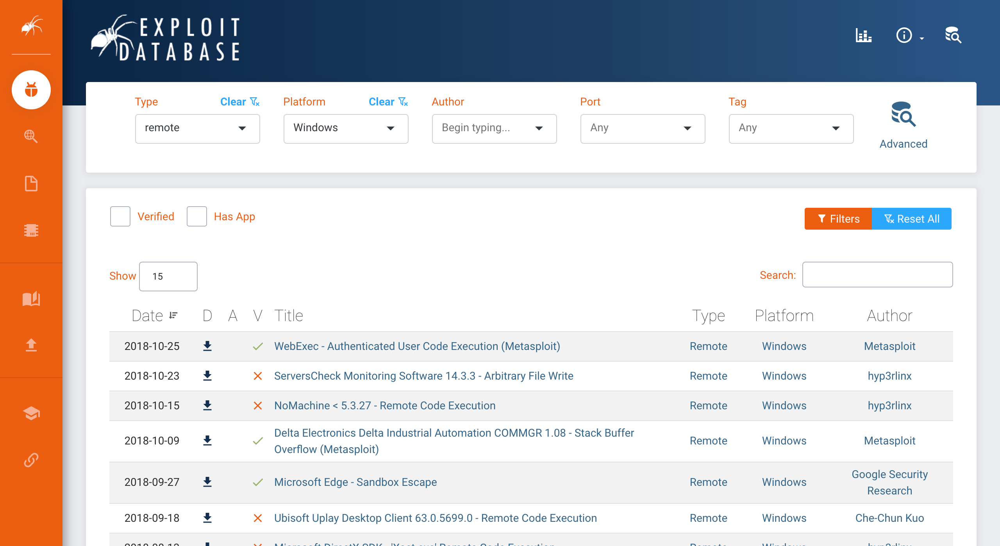 EXPLOIT
DATABASE
Type Clear Platform Clear Author Port Tag
remote Windows Begin typing... Any Any
Advanced
Verified Has App Filters Reset All
Show 15 Search:
Date D A V Title Type Platform Author
2018-10-25 WebExec - Authenticated User Code Execution (Metasploit) Remote Windows Metasploit
2018-10-23 ServersCheck Monitoring Software 14.3.3 - Arbitrary File Write Remote Windows hyp3rlinx
2018-10-15 NoMachine < 5.3.27 - Remote Code Execution Remote Windows hyp3rlinx
Delta Electronics Delta Industrial Automation COMMGR 1.08 - Stack Buffer
2018-10-09 Remote Windows Metasploit
Overflow (Metasploit)
Google Security
2018-09-27 Microsoft Edge - Sandbox Escape Remote Windows
Research
2018-09-18 Ubisoft Uplay Desktop Client 63.0.5699.0 - Remote Code Execution Remote Windows Che-Chun Kuo